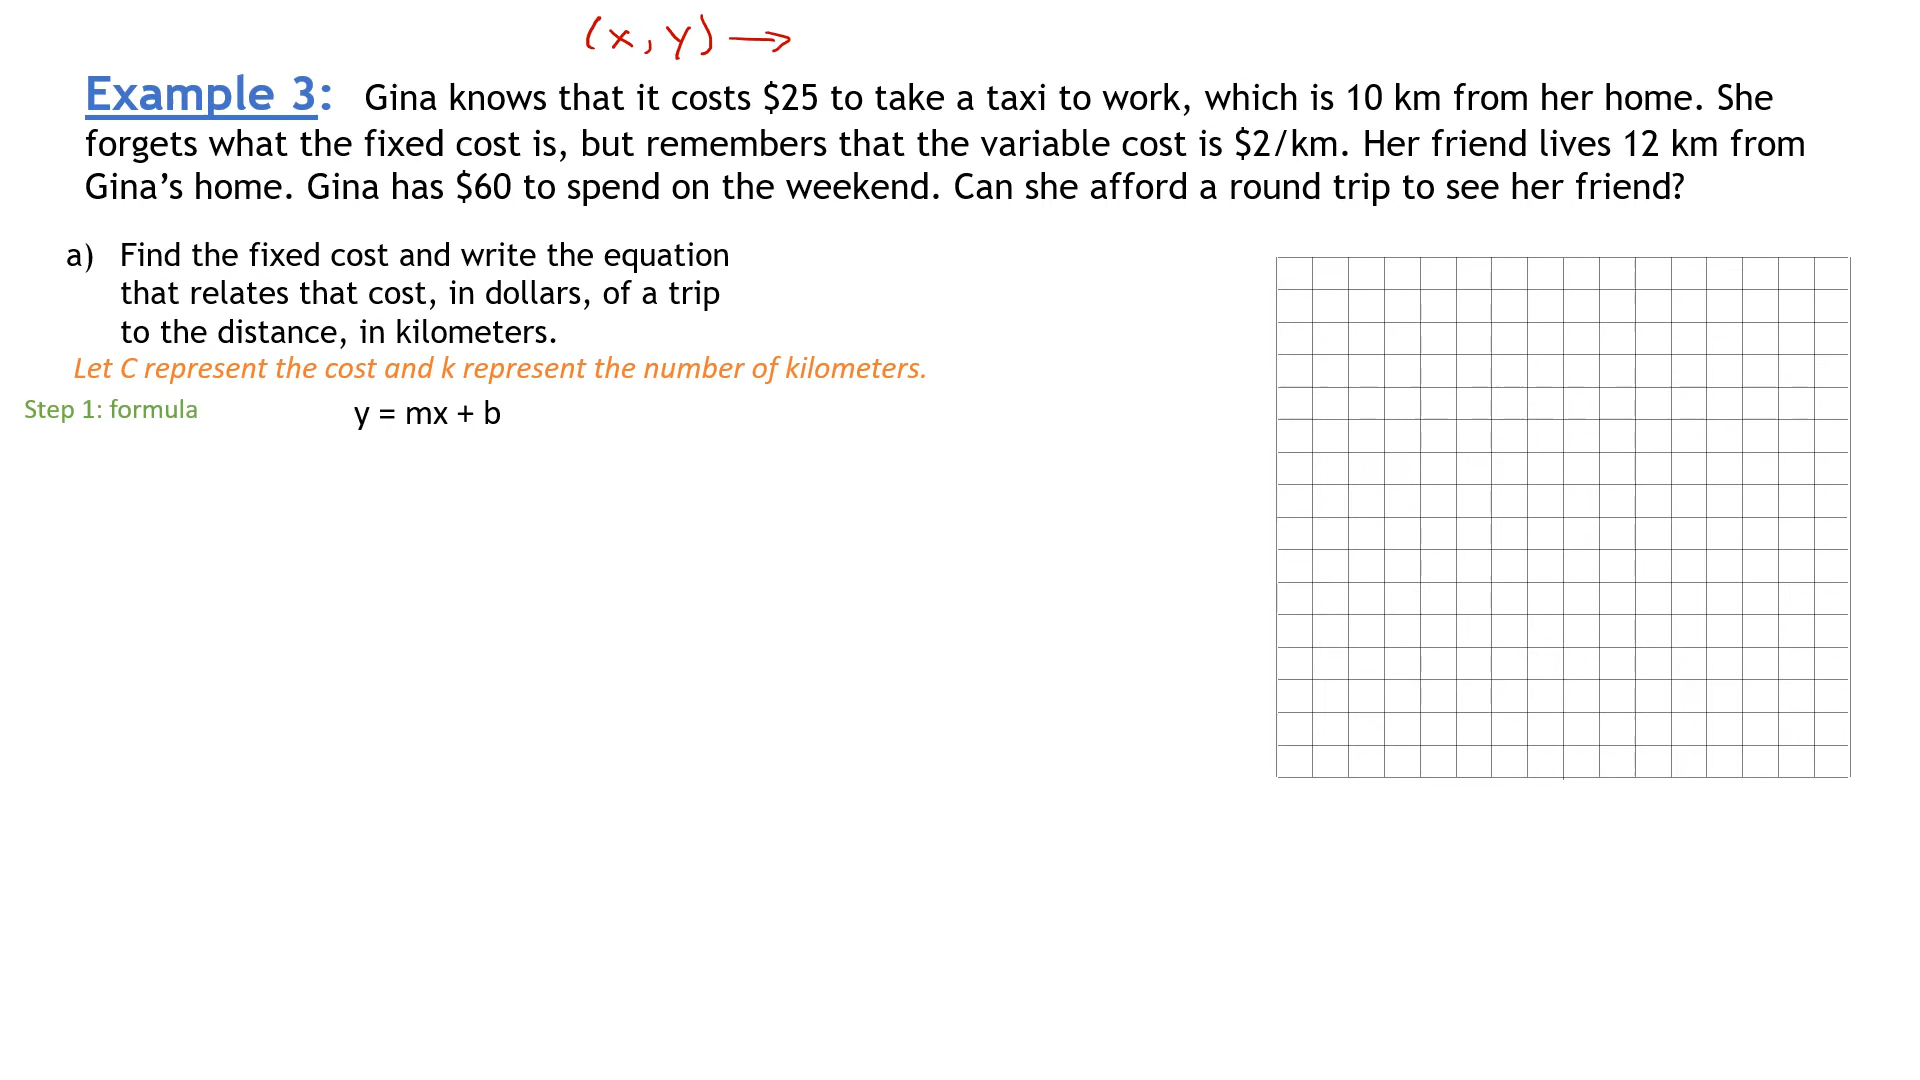 (x, y) →
Example 3: Gina knows that it costs $25 to take a taxi to work, which is 10 km from her home. She
forgets what the fixed cost is, but remembers that the variable cost is $2/km. Her friend lives 12 km from
Gina’s home. Gina has $60 to spend on the weekend. Can she afford a round trip to see her friend?
a) Find the fixed cost and write the equation
that relates that cost, in dollars, of a trip
to the distance, in kilometers.
Let C represent the cost and k represent the number of kilometers.
Step 1: formula y = mx + b